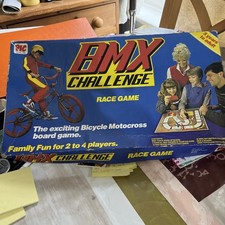 BMX
CHALLENGE
RACE GAME
The exciting Bicycle Motocross
board game.
Family Fun for 2 to 4 players.
BMX CHALLENGE RACE GAME